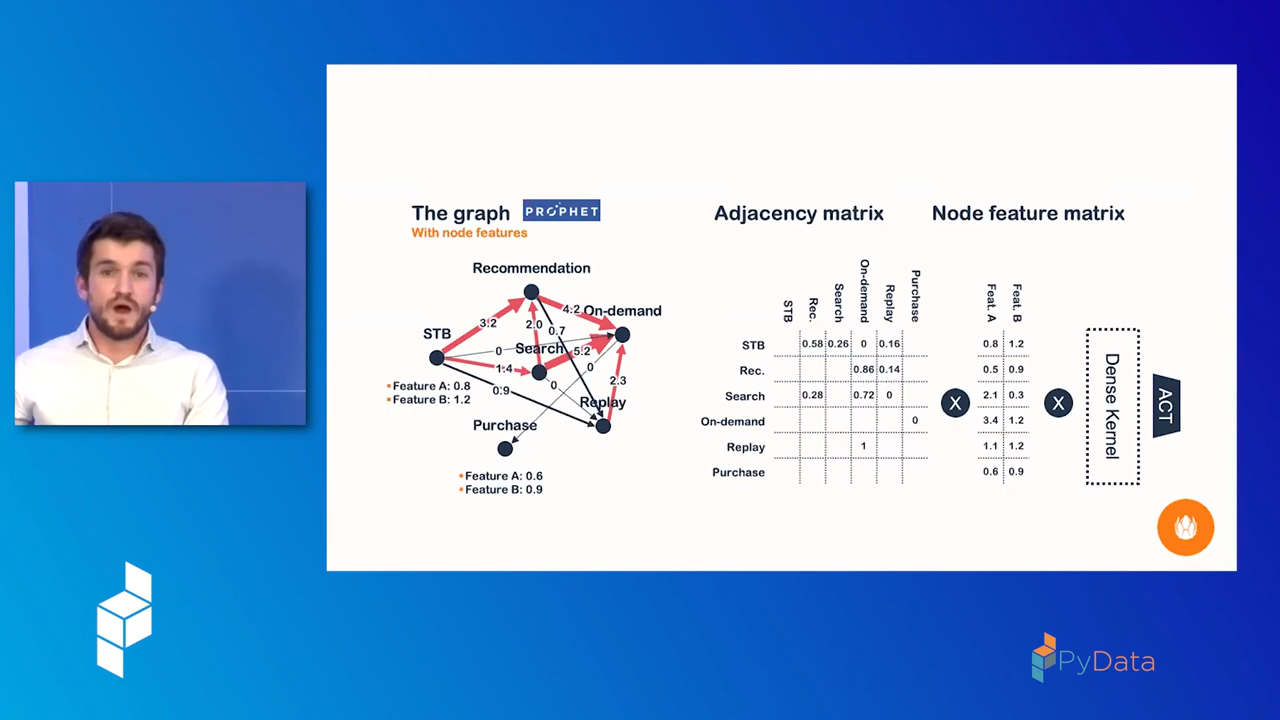 The graph PROPHET
With node features
Recommendation
On-demand
STB
Search
Replay
Purchase
3.2
4.2
2.0
0.7
0
5.2
1.4
0
0
0.9
2.3
Feature A: 0.8
Feature B: 1.2
Feature A: 0.6
Feature B: 0.9
Adjacency matrix
STB Rec. Search On-demand Replay Purchase
STB 0.58 0.26 0 0.16
Rec. 0.86 0.14
Search 0.28 0.72 0
On-demand 0
Replay 1
Purchase
X
Node feature matrix
Feat. A Feat. B
0.8 1.2
0.5 0.9
2.1 0.3
3.4 1.2
1.1 1.2
0.6 0.9
X
Dense Kernel
ACT
PyData